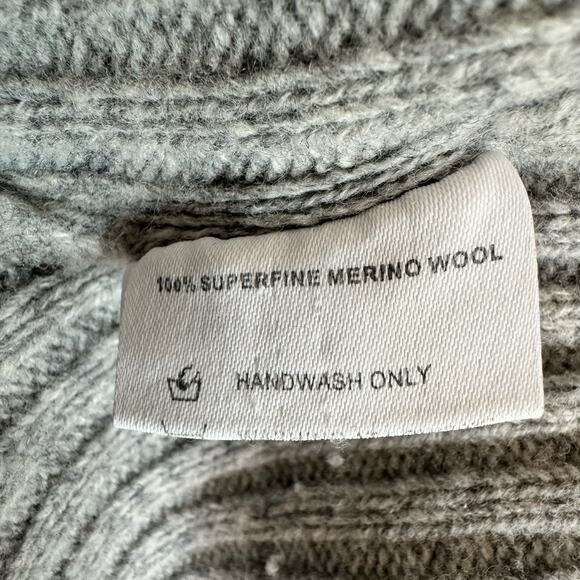 100% SUPERFINE MERINO WOOL
HANDWASH ONLY